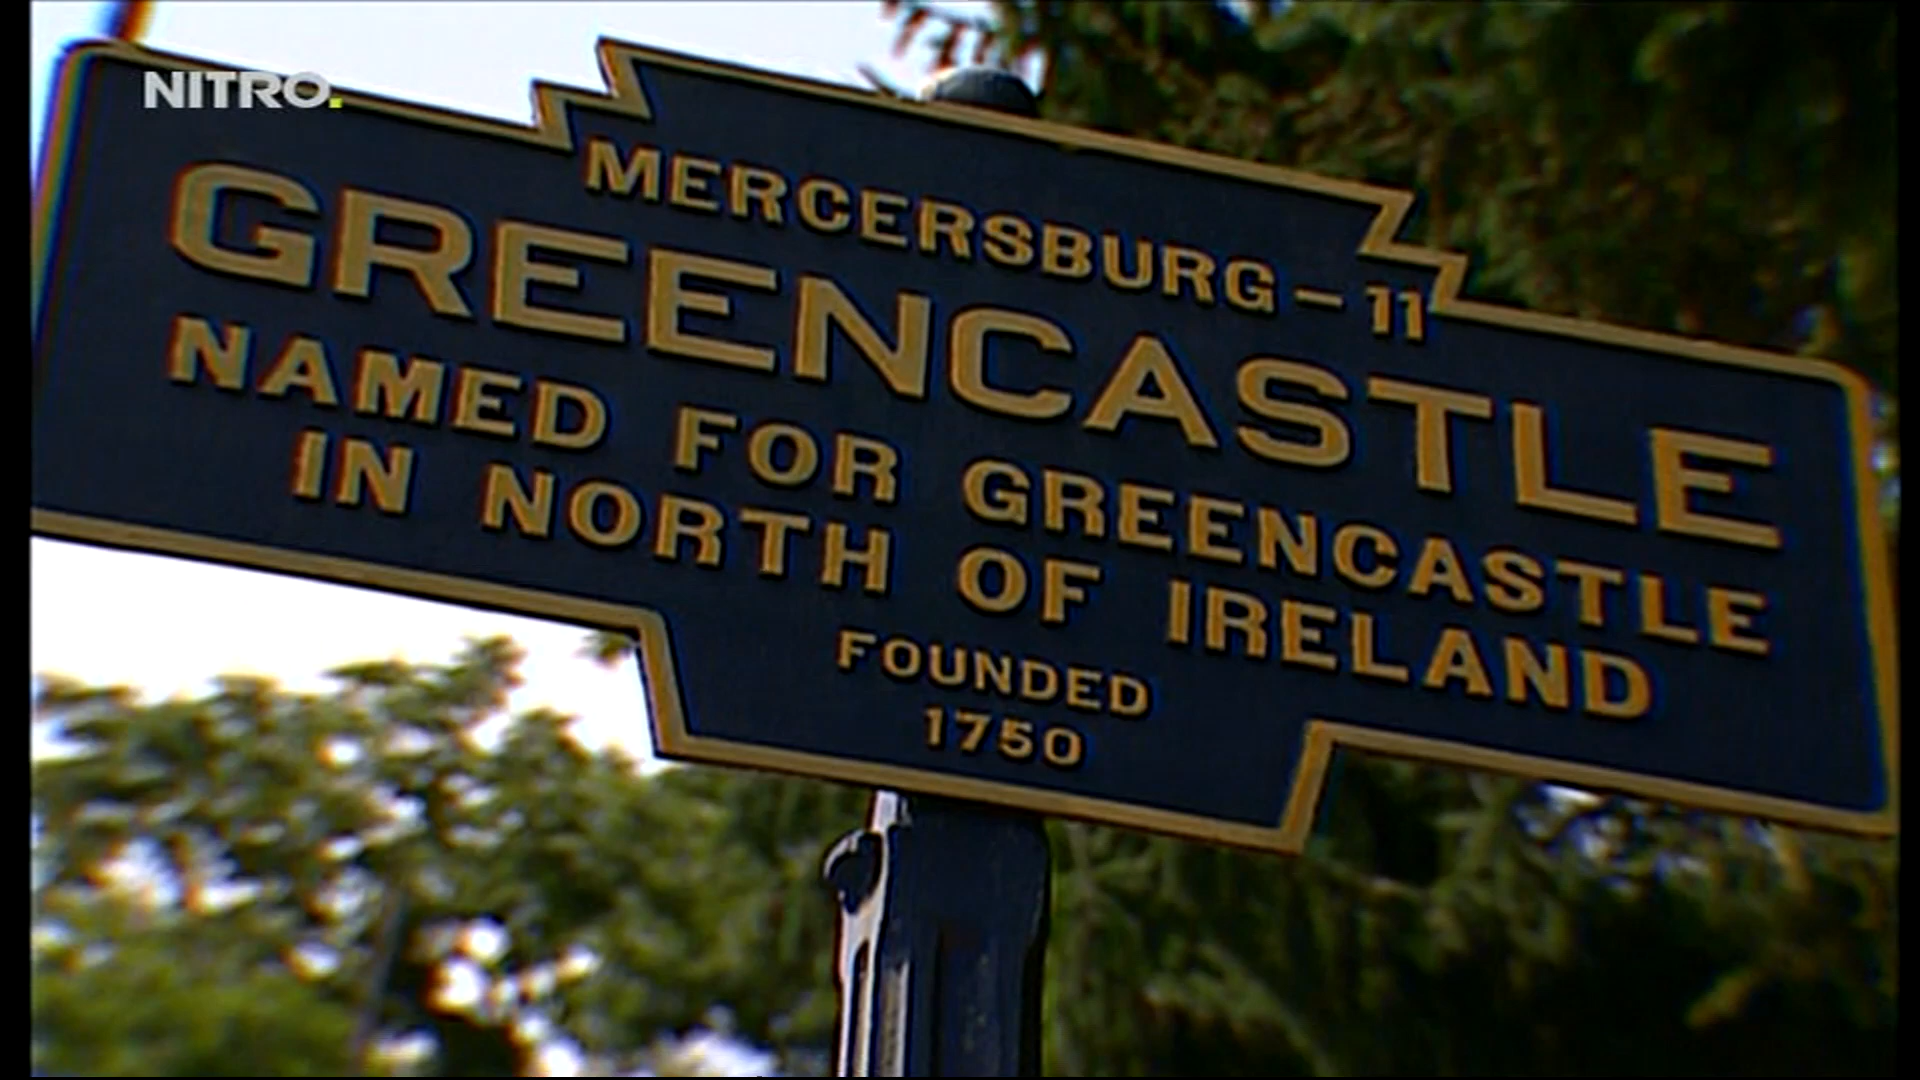 NITRO.
MERCERSBURG - 11
GREENCASTLE
NAMED FOR GREENCASTLE
IN NORTH OF IRELAND
FOUNDED
1750